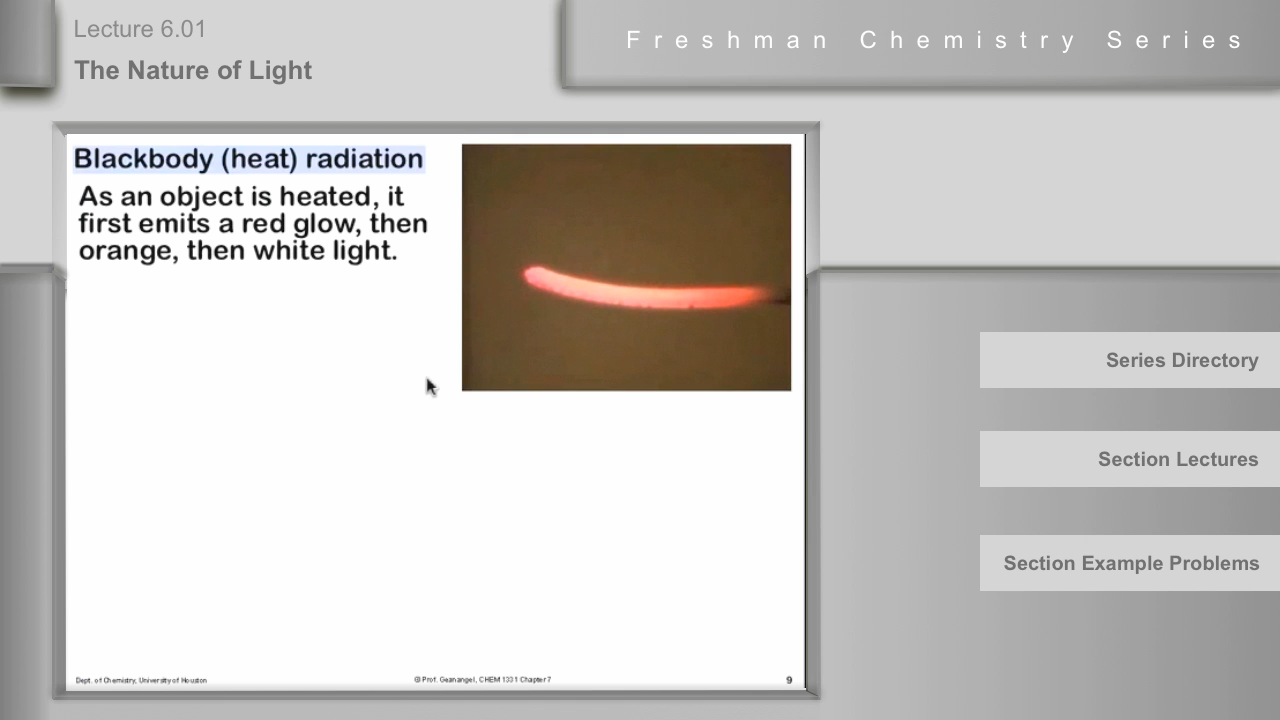 Lecture 6.01
The Nature of Light
Freshman Chemistry Series
Blackbody (heat) radiation
As an object is heated, it
first emits a red glow, then
orange, then white light.
Series Directory
Section Lectures
Section Example Problems
Dept. of Chemistry, University of Houston
© Prof. Geanangel, CHEM 1331 Chapter 7
9